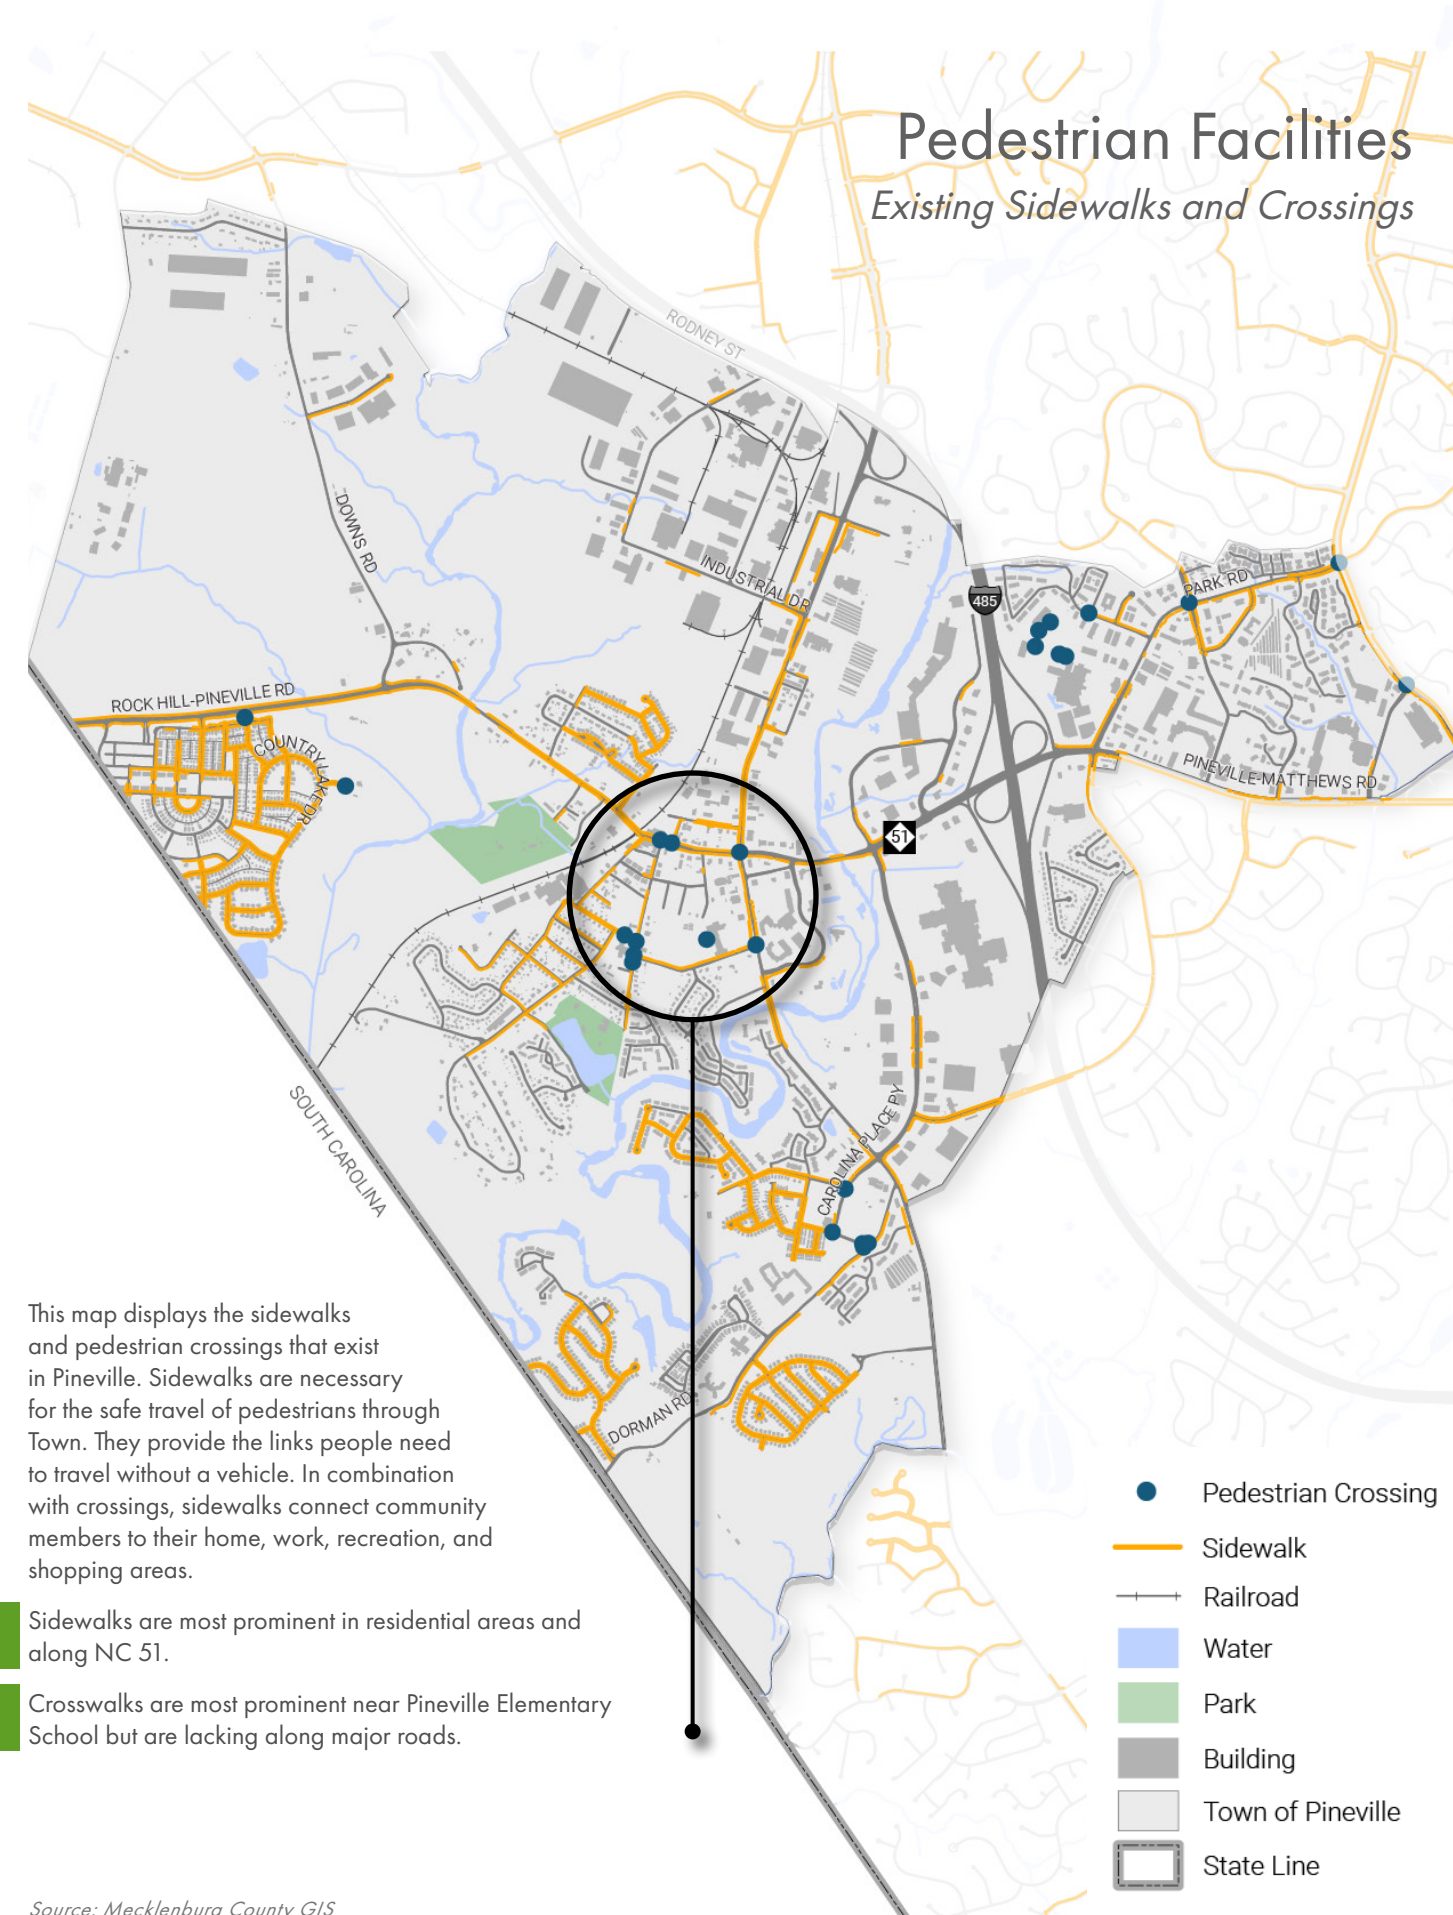 Pedestrian Facilities
Existing Sidewalks and Crossings
RODNEY ST
DOWNS RD
INDUSTRIAL DR
485
PARK RD
ROCK HILL-PINEVILLE RD
COUNTRY LAKE DR
PINEVILLE-MATTHEWS RD
51
SOUTH CAROLINA
CAROLINA PLACE PY
DORMAN RD
This map displays the sidewalks
and pedestrian crossings that exist
in Pineville. Sidewalks are necessary
for the safe travel of pedestrians through
Town. They provide the links people need
to travel without a vehicle. In combination
with crossings, sidewalks connect community
members to their home, work, recreation, and
shopping areas.
Sidewalks are most prominent in residential areas and
along NC 51.
Crosswalks are most prominent near Pineville Elementary
School but are lacking along major roads.
Pedestrian Crossing
Sidewalk
Railroad
Water
Park
Building
Town of Pineville
State Line
Source: Mecklenburg County GIS